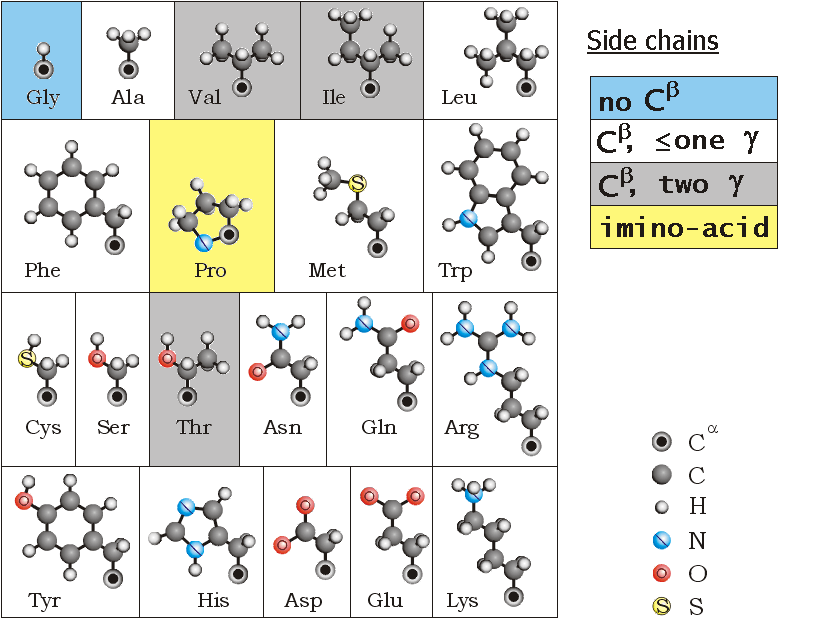 Side chains
Gly Ala Val Ile Leu
no Cᵝ
Cᵝ, ≤one γ
Cᵝ, two γ
imino-acid
S
Phe Pro Met Trp
S
Cys Ser Thr Asn Gln Arg
Cᵅ
C
H
N
O
S
Tyr His Asp Glu Lys